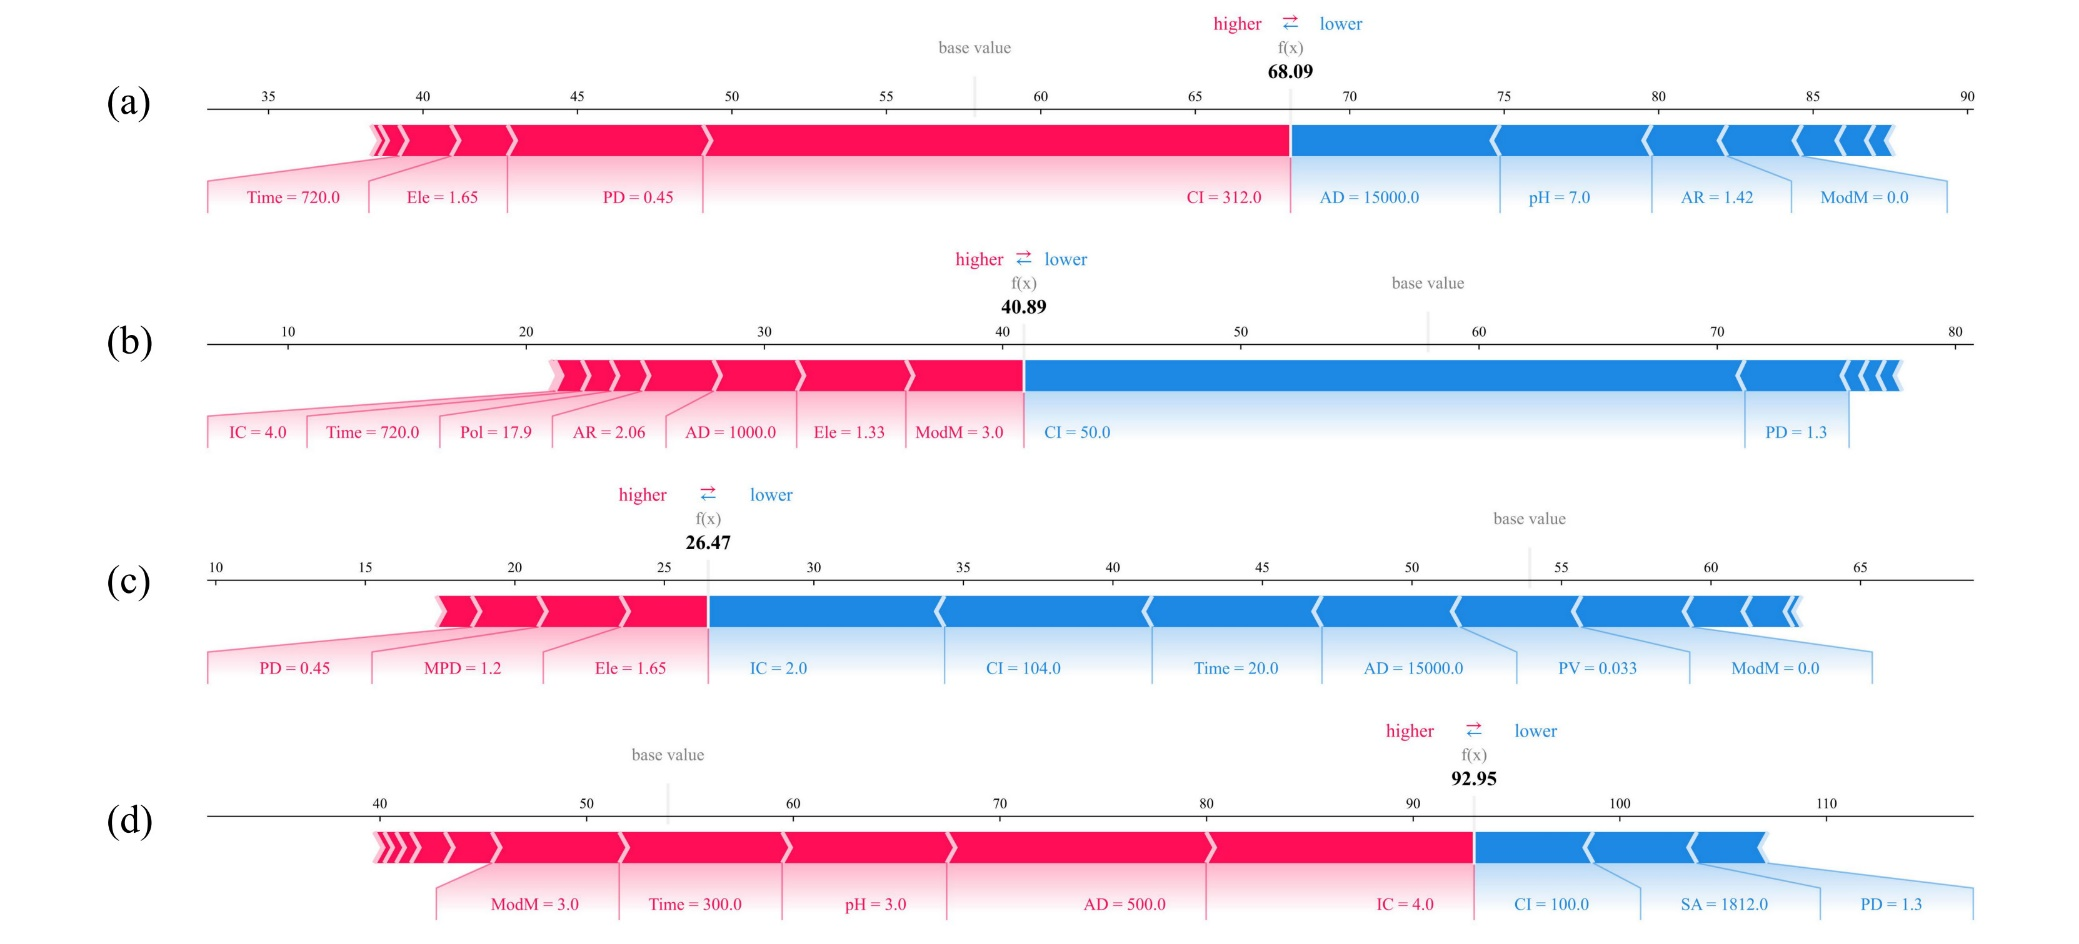 higher ⇄ lower
base value f(x)
68.09
(a)
35 40 45 50 55 60 65 70 75 80 85 90
Time = 720.0 Ele = 1.65 PD = 0.45 CI = 312.0 AD = 15000.0 pH = 7.0 AR = 1.42 ModM = 0.0
higher ⇄ lower
f(x) base value
40.89
(b)
10 20 30 40 50 60 70 80
IC = 4.0 Time = 720.0 Pol = 17.9 AR = 2.06 AD = 1000.0 Ele = 1.33 ModM = 3.0 CI = 50.0 PD = 1.3
higher ⇄ lower
f(x) base value
26.47
(c)
10 15 20 25 30 35 40 45 50 55 60 65
PD = 0.45 MPD = 1.2 Ele = 1.65 IC = 2.0 CI = 104.0 Time = 20.0 AD = 15000.0 PV = 0.033 ModM = 0.0
higher ⇄ lower
base value f(x)
92.95
(d)
40 50 60 70 80 90 100 110
ModM = 3.0 Time = 300.0 pH = 3.0 AD = 500.0 IC = 4.0 CI = 100.0 SA = 1812.0 PD = 1.3